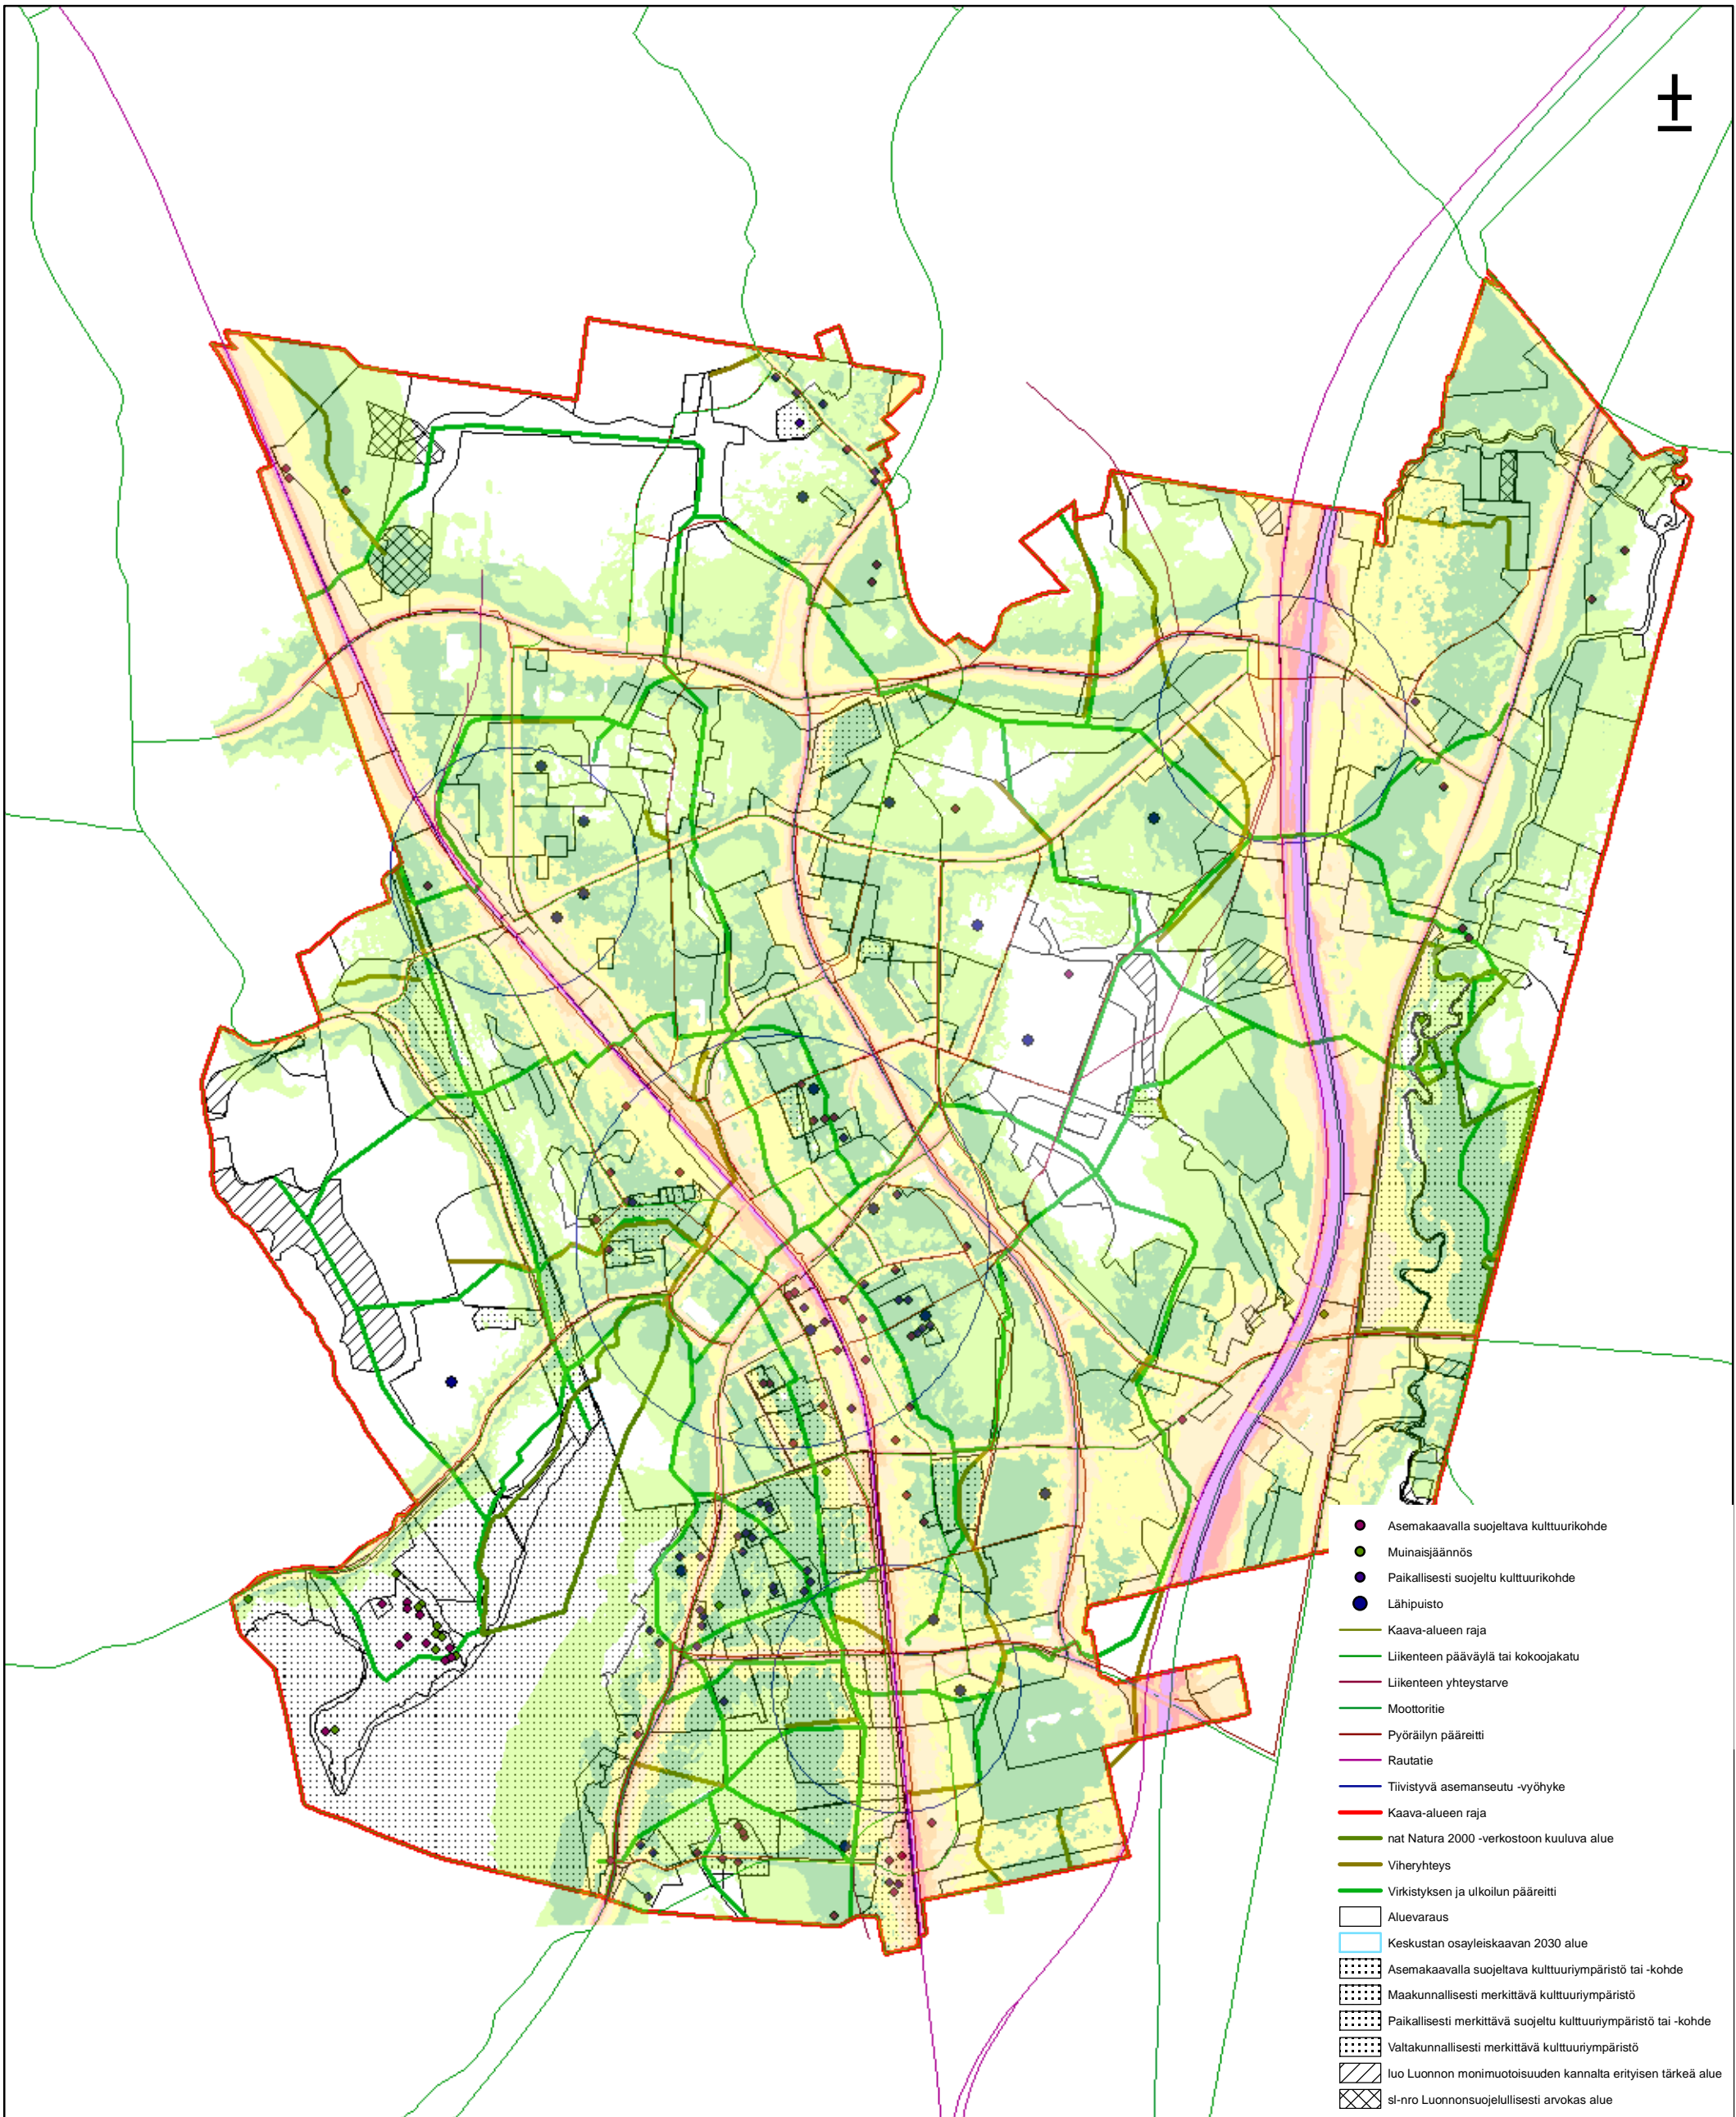 Asemakaavalla suojeltava kulttuurikohde
Muinaisjäännös
Paikallisesti suojeltu kulttuurikohde
Lähipuisto
Kaava-alueen raja
Liikenteen pääväylä tai kokoojakatu
Liikenteen yhteystarve
Moottoritie
Pyöräilyn pääreitti
Rautatie
Tiivistyvä asemanseutu -vyöhyke
Kaava-alueen raja
nat Natura 2000 -verkostoon kuuluva alue
Viheryhteys
Virkistyksen ja ulkoilun pääreitti
Aluevaraus
Keskustan osayleiskaavan 2030 alue
Asemakaavalla suojeltava kulttuuriympäristö tai -kohde
Maakunnallisesti merkittävä kulttuuriympäristö
Paikallisesti merkittävä suojeltu kulttuuriympäristö tai -kohde
Valtakunnallisesti merkittävä kulttuuriympäristö
luo Luonnon monimuotoisuuden kannalta erityisen tärkeä alue
sl-nro Luonnonsuojelullisesti arvokas alue